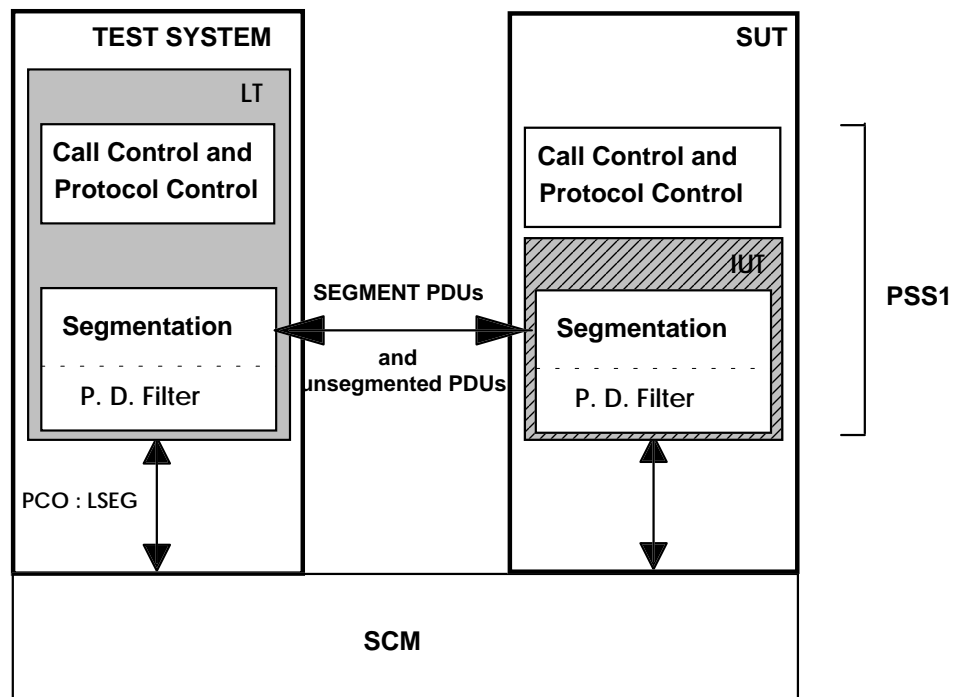 TEST SYSTEM
LT
Call Control and
Protocol Control
Segmentation
P. D. Filter
PCO : LSEG
SEGMENT PDUs
and
unsegmented PDUs
SUT
Call Control and
Protocol Control
IUT
Segmentation
P. D. Filter
PSS1
SCM